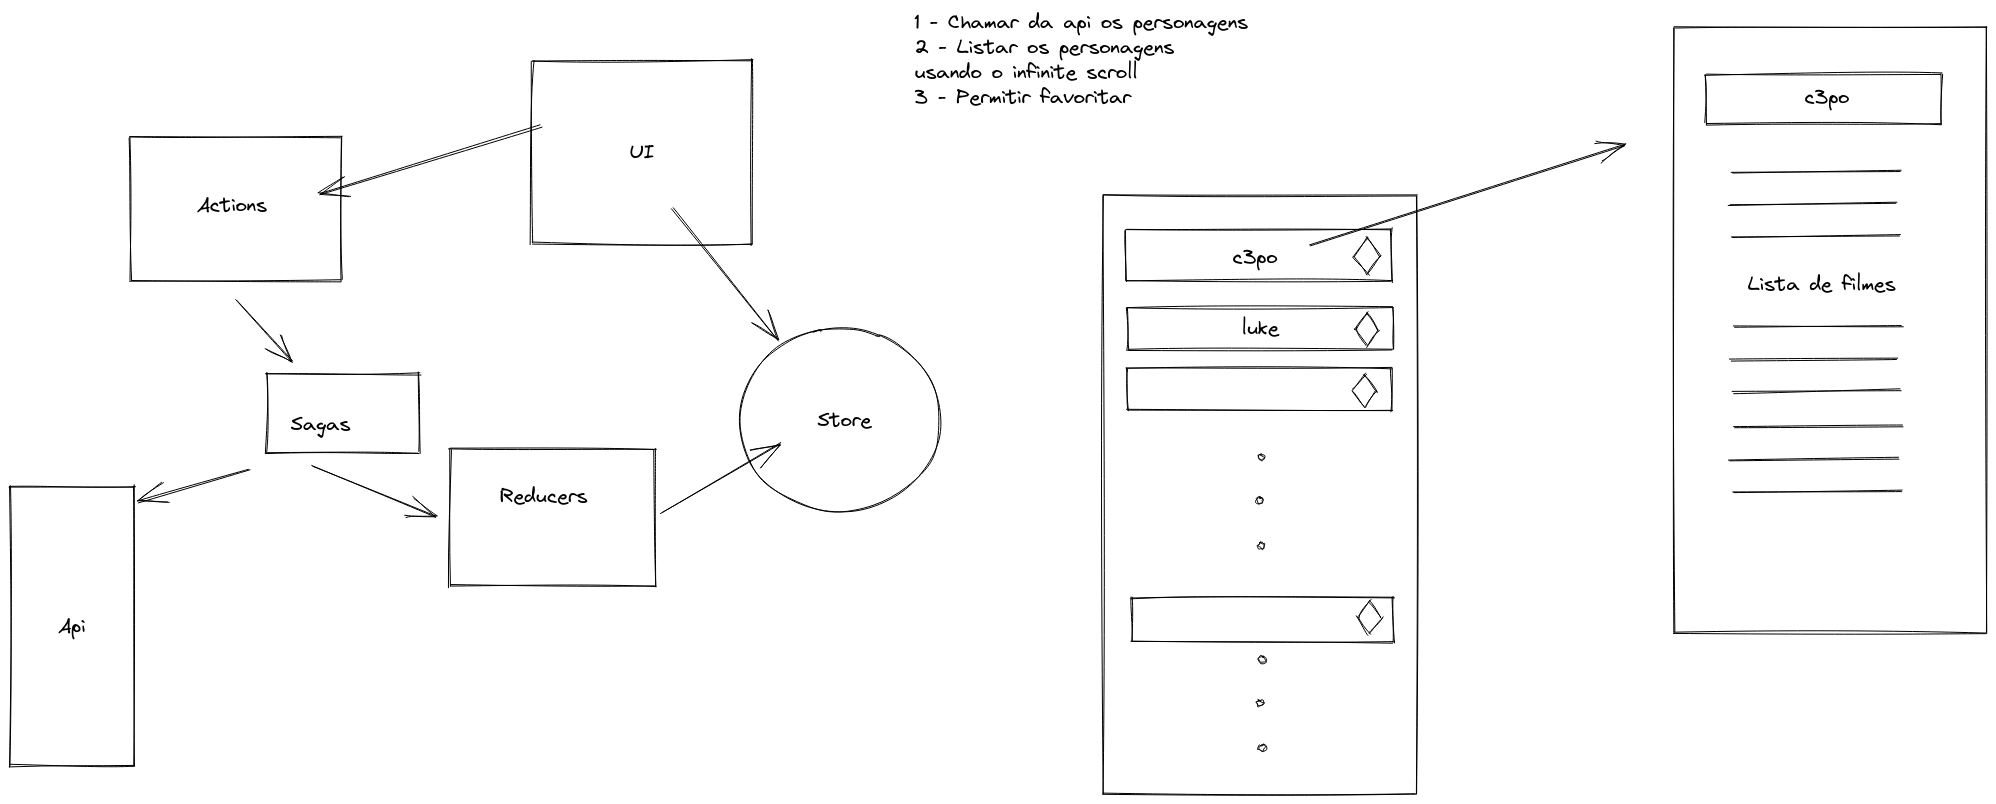 1 - Chamar da api os personagens
2 - Listar os personagens
usando o infinite scroll
3 - Permitir favoritar
UI
Actions
Sagas
Reducers
Store
Api
c3po
luke
c3po
Lista de filmes